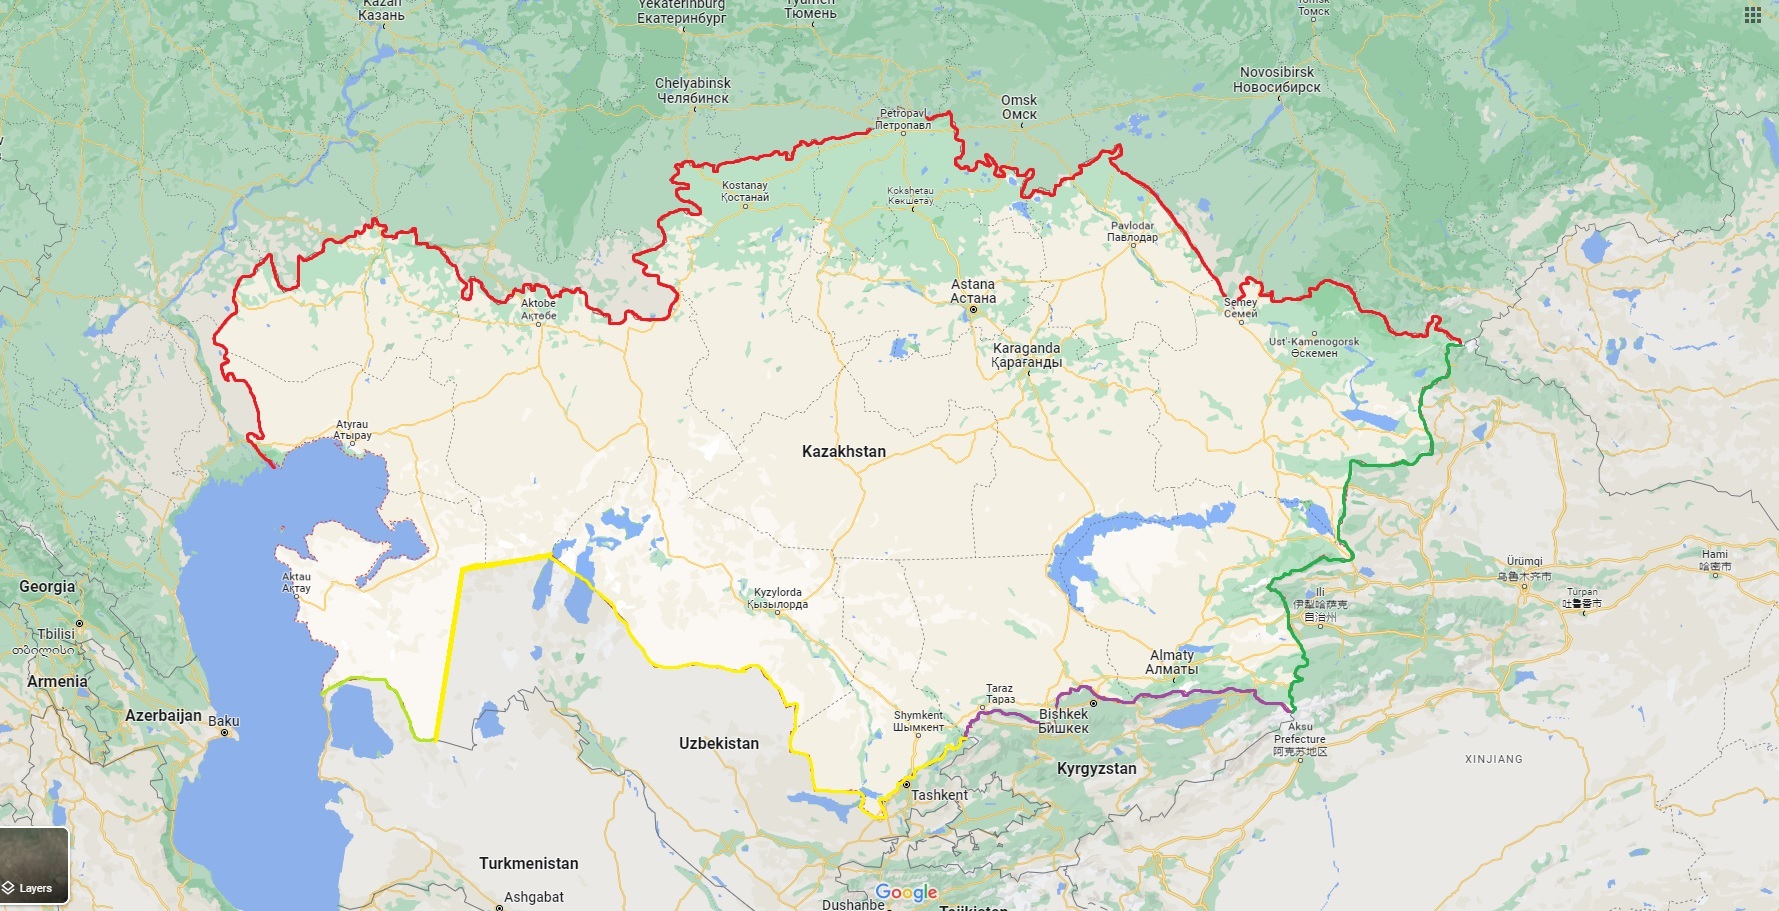 Kazan
Казань
Yekaterinburg
Екатеринбург
Tyumen
Тюмень
Tomsk
Томск
Chelyabinsk
Челябинск
Novosibirsk
Новосибирск
Omsk
Омск
Petropavl
Петропавл
Kostanay
Қостанай
Kokshetau
Көкшетау
Pavlodar
Павлодар
Astana
Астана
Aktobe
Ақтөбе
Semey
Семей
Ust'-Kamenogorsk
Өскемен
Karaganda
Қарағанды
Atyrau
Атырау
Kazakhstan
Georgia
Aktau
Ақтау
Kyzylorda
Қызылорда
Ürümqi
乌鲁木齐市
Hami
哈密市
Ili
伊犁哈萨克
自治州
Turpan
吐鲁番市
Tbilisi
თბილისი
Almaty
Алматы
Armenia
Taraz
Тараз
Azerbaijan
Baku
Shymkent
Шымкент
Bishkek
Бишкек
Uzbekistan
Aksu
Prefecture
阿克苏地区
XINJIANG
Kyrgyzstan
Tashkent
Turkmenistan
Layers
Ashgabat
Google
Dushanbe
Tajikistan